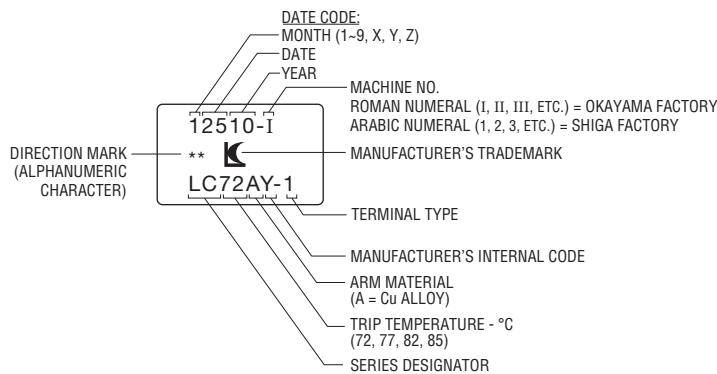 DATE CODE:
MONTH (1~9, X, Y, Z)
DATE
YEAR
MACHINE NO.
ROMAN NUMERAL (I, II, III, ETC.) = OKAYAMA FACTORY
ARABIC NUMERAL (1, 2, 3, ETC.) = SHIGA FACTORY
12510-I
DIRECTION MARK
(ALPHANUMERIC
CHARACTER)
**
MANUFACTURER'S TRADEMARK
LC72AY-1
TERMINAL TYPE
MANUFACTURER'S INTERNAL CODE
ARM MATERIAL
(A = Cu ALLOY)
TRIP TEMPERATURE - °C
(72, 77, 82, 85)
SERIES DESIGNATOR